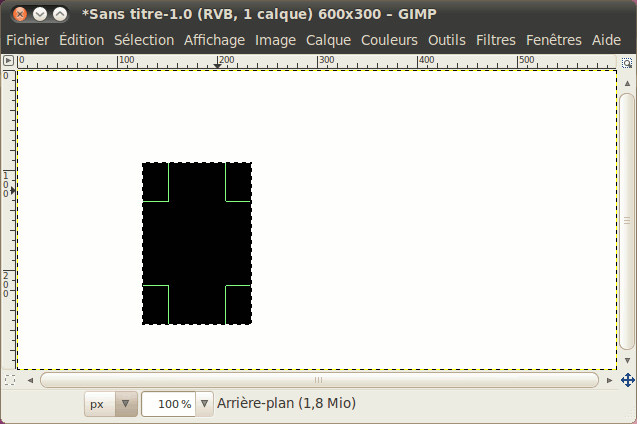 *Sans titre-1.0 (RVB, 1 calque) 600x300 – GIMP
Fichier Édition Sélection Affichage Image Calque Couleurs Outils Filtres Fenêtres Aide
0 100 200 300 400 500
0
100
200
px 100 % Arrière-plan (1,8 Mio)